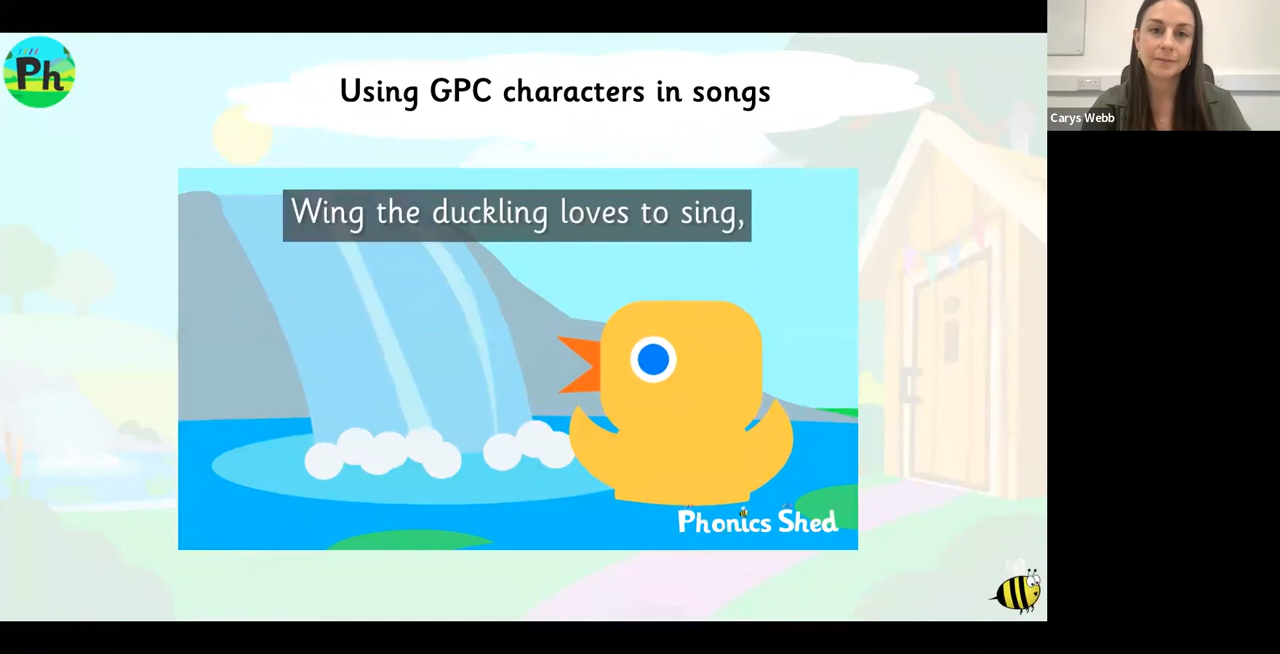 Ph
Using GPC characters in songs
Carys Webb
Wing the duckling loves to sing,
Phonics Shed